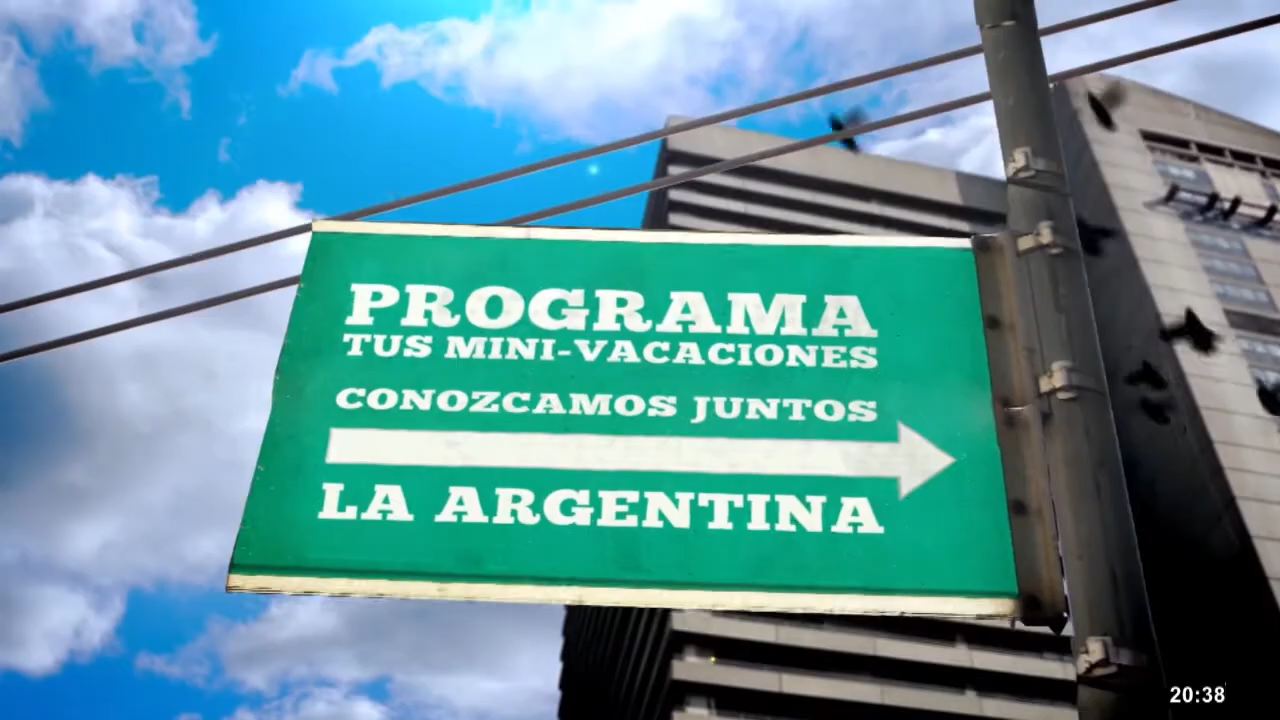 PROGRAMA
TUS MINI-VACACIONES
CONOZCAMOS JUNTOS
LA ARGENTINA
20:38